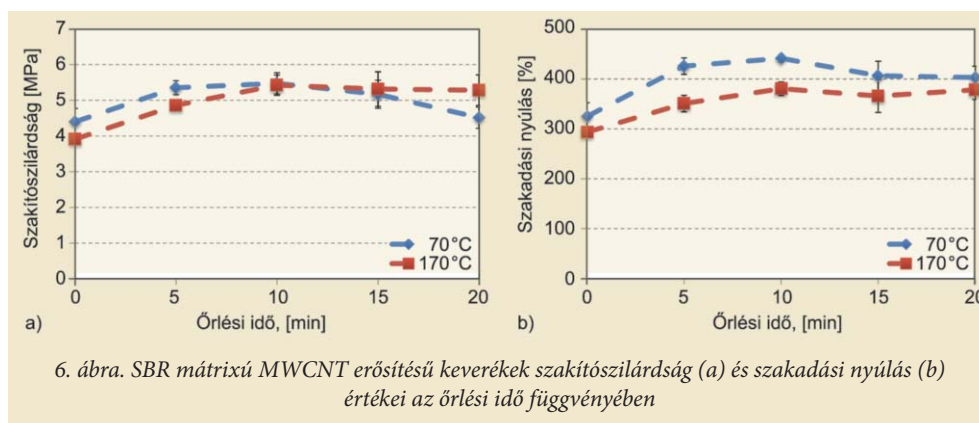 7
6
5
4
3
2
1
0
Szakítószilárdság [MPa]
70°C
170°C
0 5 10 15 20
a) Őrlési idő, [min]
500
400
300
200
100
0
Szakadási nyúlás [%]
70°C
170°C
0 5 10 15 20
b) Őrlési idő, [min]
6. ábra. SBR mátrixú MWCNT erősítésű keverékek szakítószilárdság (a) és szakadási nyúlás (b)
értékei az őrlési idő függvényében